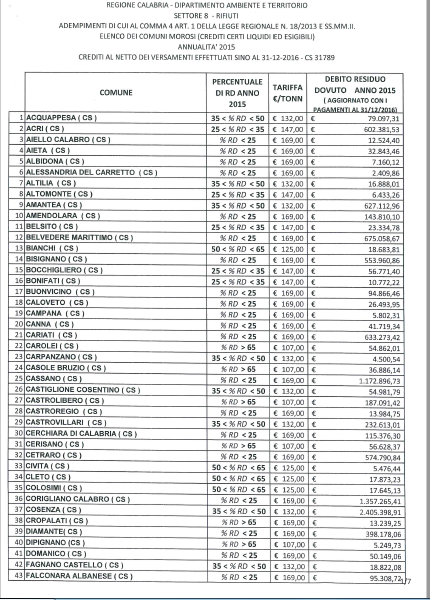 REGIONE CALABRIA - DIPARTIMENTO AMBIENTE E TERRITORIO
SETTORE 8 - RIFIUTI
ADEMPIMENTI DI CUI AL COMMA 4 ART. 1 DELLA LEGGE REGIONALE N. 18/2013 E SS.MM.II.
ELENCO DEI COMUNI MOROSI (CREDITI CERTI LIQUIDI ED ESIGIBILI)
ANNUALITA' 2015
CREDITI AL NETTO DEI VERSAMENTI EFFETTUATI SINO AL 31-12-2016 - CS 31789
COMUNE PERCENTUALE DI RD ANNO 2015 TARIFFA €/TONN DEBITO RESIDUO DOVUTO ANNO 2015 ( AGGIORNATO CON I PAGAMENTI AL 31/12/2016)
1 ACQUAPPESA ( CS ) 35 < % RD < 50 € 132,00 € 79.097,31
2 ACRI ( CS ) 25 < % RD < 35 € 147,00 € 602.381,53
3 AIELLO CALABRO ( CS ) % RD < 25 € 169,00 € 12.524,40
4 AIETA ( CS ) % RD < 25 € 169,00 € 32.843,46
5 ALBIDONA ( CS ) % RD < 25 € 169,00 € 7.160,12
6 ALESSANDRIA DEL CARRETTO ( CS ) % RD < 25 € 169,00 € 2.409,86
7 ALTILIA ( CS ) 35 < % RD < 50 € 132,00 € 16.888,01
8 ALTOMONTE ( CS ) 25 < % RD < 35 € 147,00 € 6.433,26
9 AMANTEA ( CS ) 35 < % RD < 50 € 132,00 € 627.112,96
10 AMENDOLARA ( CS ) % RD < 25 € 169,00 € 143.810,10
11 BELSITO ( CS ) 25 < % RD < 35 € 147,00 € 23.334,78
12 BELVEDERE MARITTIMO ( CS ) % RD < 25 € 169,00 € 675.058,67
13 BIANCHI ( CS ) 50 < % RD < 65 € 125,00 € 18.683,81
14 BISIGNANO ( CS ) % RD < 25 € 169,00 € 553.960,86
15 BOCCHIGLIERO ( CS ) 25 < % RD < 35 € 147,00 € 56.771,40
16 BONIFATI ( CS ) 25 < % RD < 35 € 147,00 € 10.772,22
17 BUONVICINO ( CS ) % RD < 25 € 169,00 € 94.866,46
18 CALOVETO ( CS ) % RD < 25 € 169,00 € 26.493,95
19 CAMPANA ( CS ) % RD < 25 € 169,00 € 5.802,31
20 CANNA ( CS ) % RD < 25 € 169,00 € 41.719,34
21 CARIATI ( CS ) % RD < 25 € 169,00 € 633.273,42
22 CAROLEI ( CS ) % RD > 65 € 107,00 € 54.862,01
23 CARPANZANO ( CS ) 35 < % RD < 50 € 132,00 € 4.500,54
24 CASOLE BRUZIO ( CS ) % RD > 65 € 107,00 € 36.886,14
25 CASSANO ( CS ) % RD < 25 € 169,00 € 1.172.896,73
26 CASTIGLIONE COSENTINO ( CS ) 35 < % RD < 50 € 132,00 € 54.981,79
27 CASTROLIBERO ( CS ) % RD > 65 € 107,00 € 187.091,42
28 CASTROREGIO ( CS ) % RD < 25 € 169,00 € 13.984,75
29 CASTROVILLARI ( CS ) 35 < % RD < 50 € 132,00 € 232.613,01
30 CERCHIARA DI CALABRIA ( CS ) % RD < 25 € 169,00 € 115.376,30
31 CERISANO ( CS ) % RD > 65 € 107,00 € 56.628,37
32 CETRARO ( CS ) % RD < 25 € 169,00 € 574.790,84
33 CIVITA ( CS ) 50 < % RD < 65 € 125,00 € 5.476,44
34 CLETO ( CS ) 50 < % RD < 65 € 125,00 € 17.873,23
35 COLOSIMI ( CS ) 50 < % RD < 65 € 125,00 € 17.645,13
36 CORIGLIANO CALABRO ( CS ) % RD < 25 € 169,00 € 1.357.265,41
37 COSENZA ( CS ) 35 < % RD < 50 € 132,00 € 2.405.398,91
38 CROPALATI ( CS ) % RD > 65 € 169,00 € 13.239,25
39 DIAMANTE( CS ) % RD < 25 € 169,00 € 398.178,06
40 DIPIGNANO (CS ) % RD > 65 € 107,00 € 5.249,73
41 DOMANICO ( CS ) % RD < 25 € 169,00 € 50.149,06
42 FAGNANO CASTELLO ( CS ) 35 < % RD < 50 € 132,00 € 18.822,08
43 FALCONARA ALBANESE ( CS ) % RD < 25 € 169,00 € 95.308,72